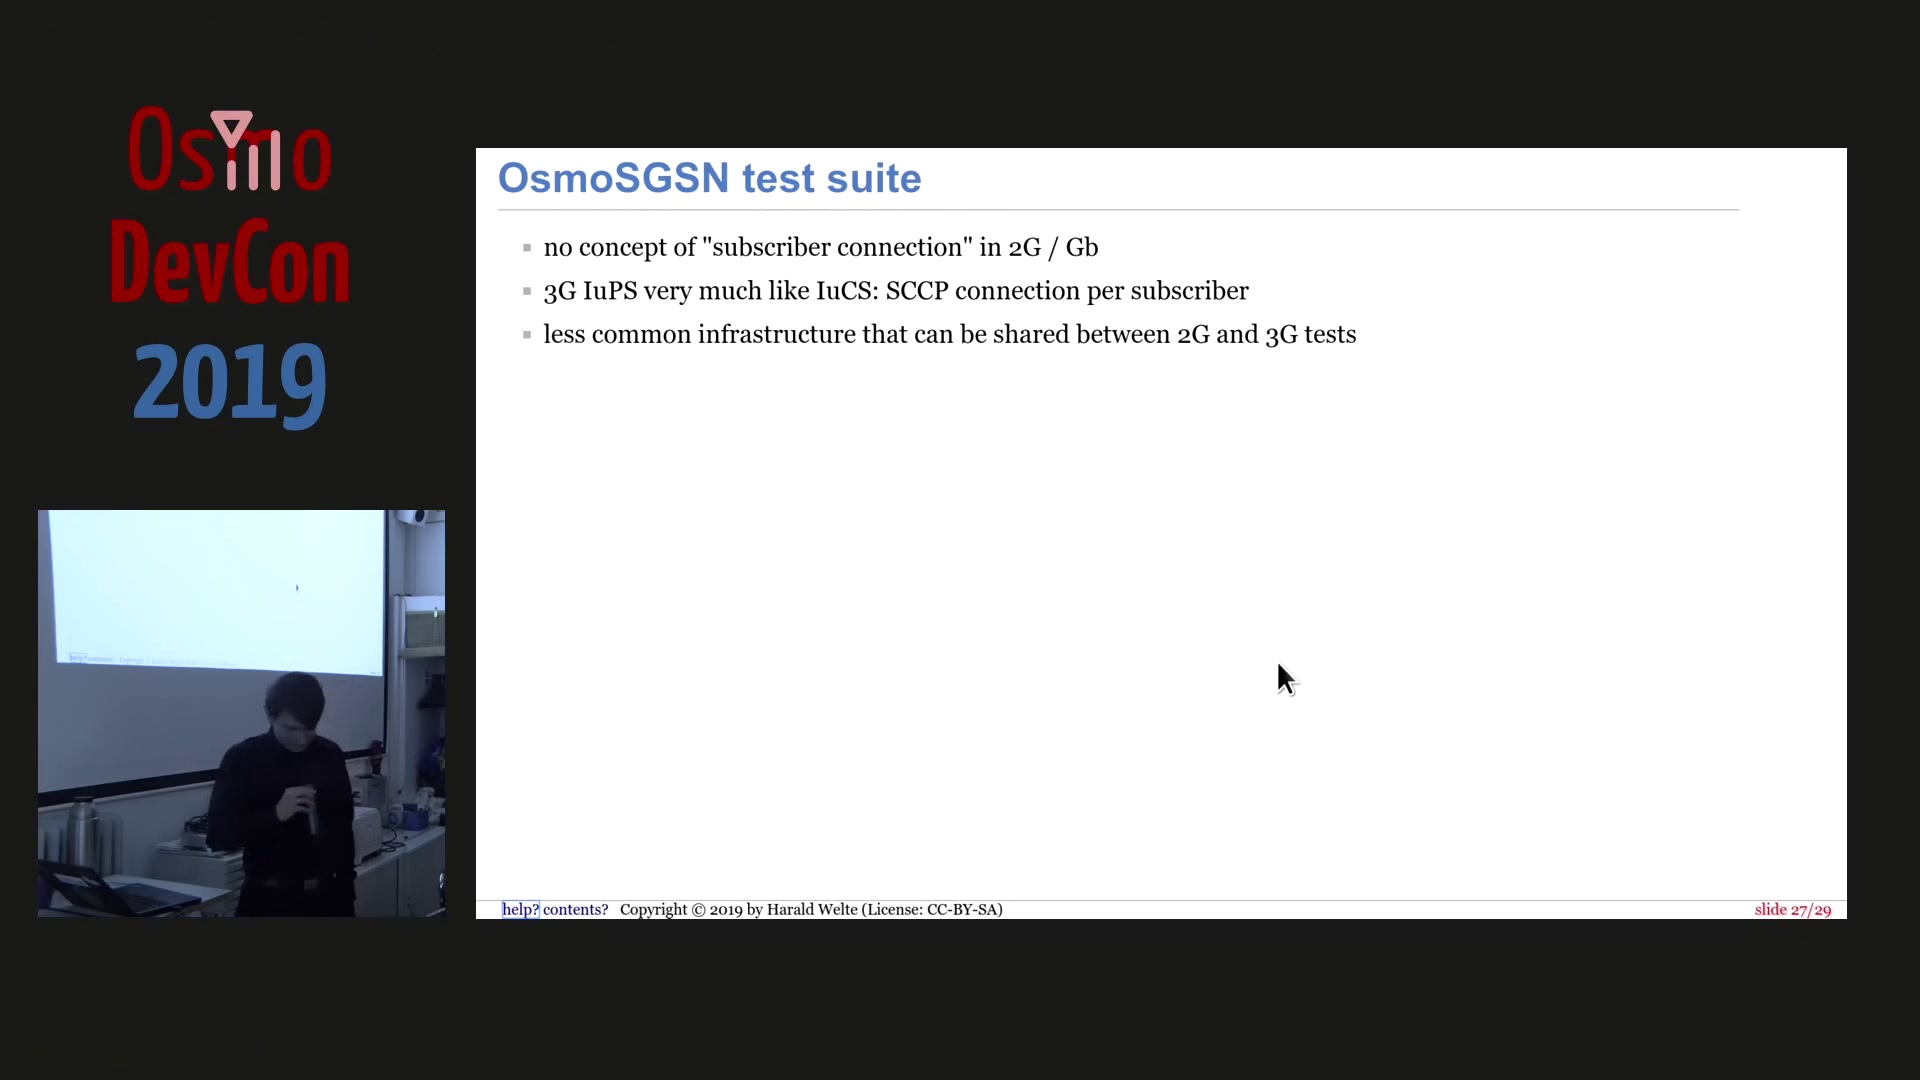 Osmo
DevCon
2019
OsmoSGSN test suite
no concept of "subscriber connection" in 2G / Gb
3G IuPS very much like IuCS: SCCP connection per subscriber
less common infrastructure that can be shared between 2G and 3G tests
help? contents? Copyright © 2019 by Harald Welte (License: CC-BY-SA)
slide 27/29